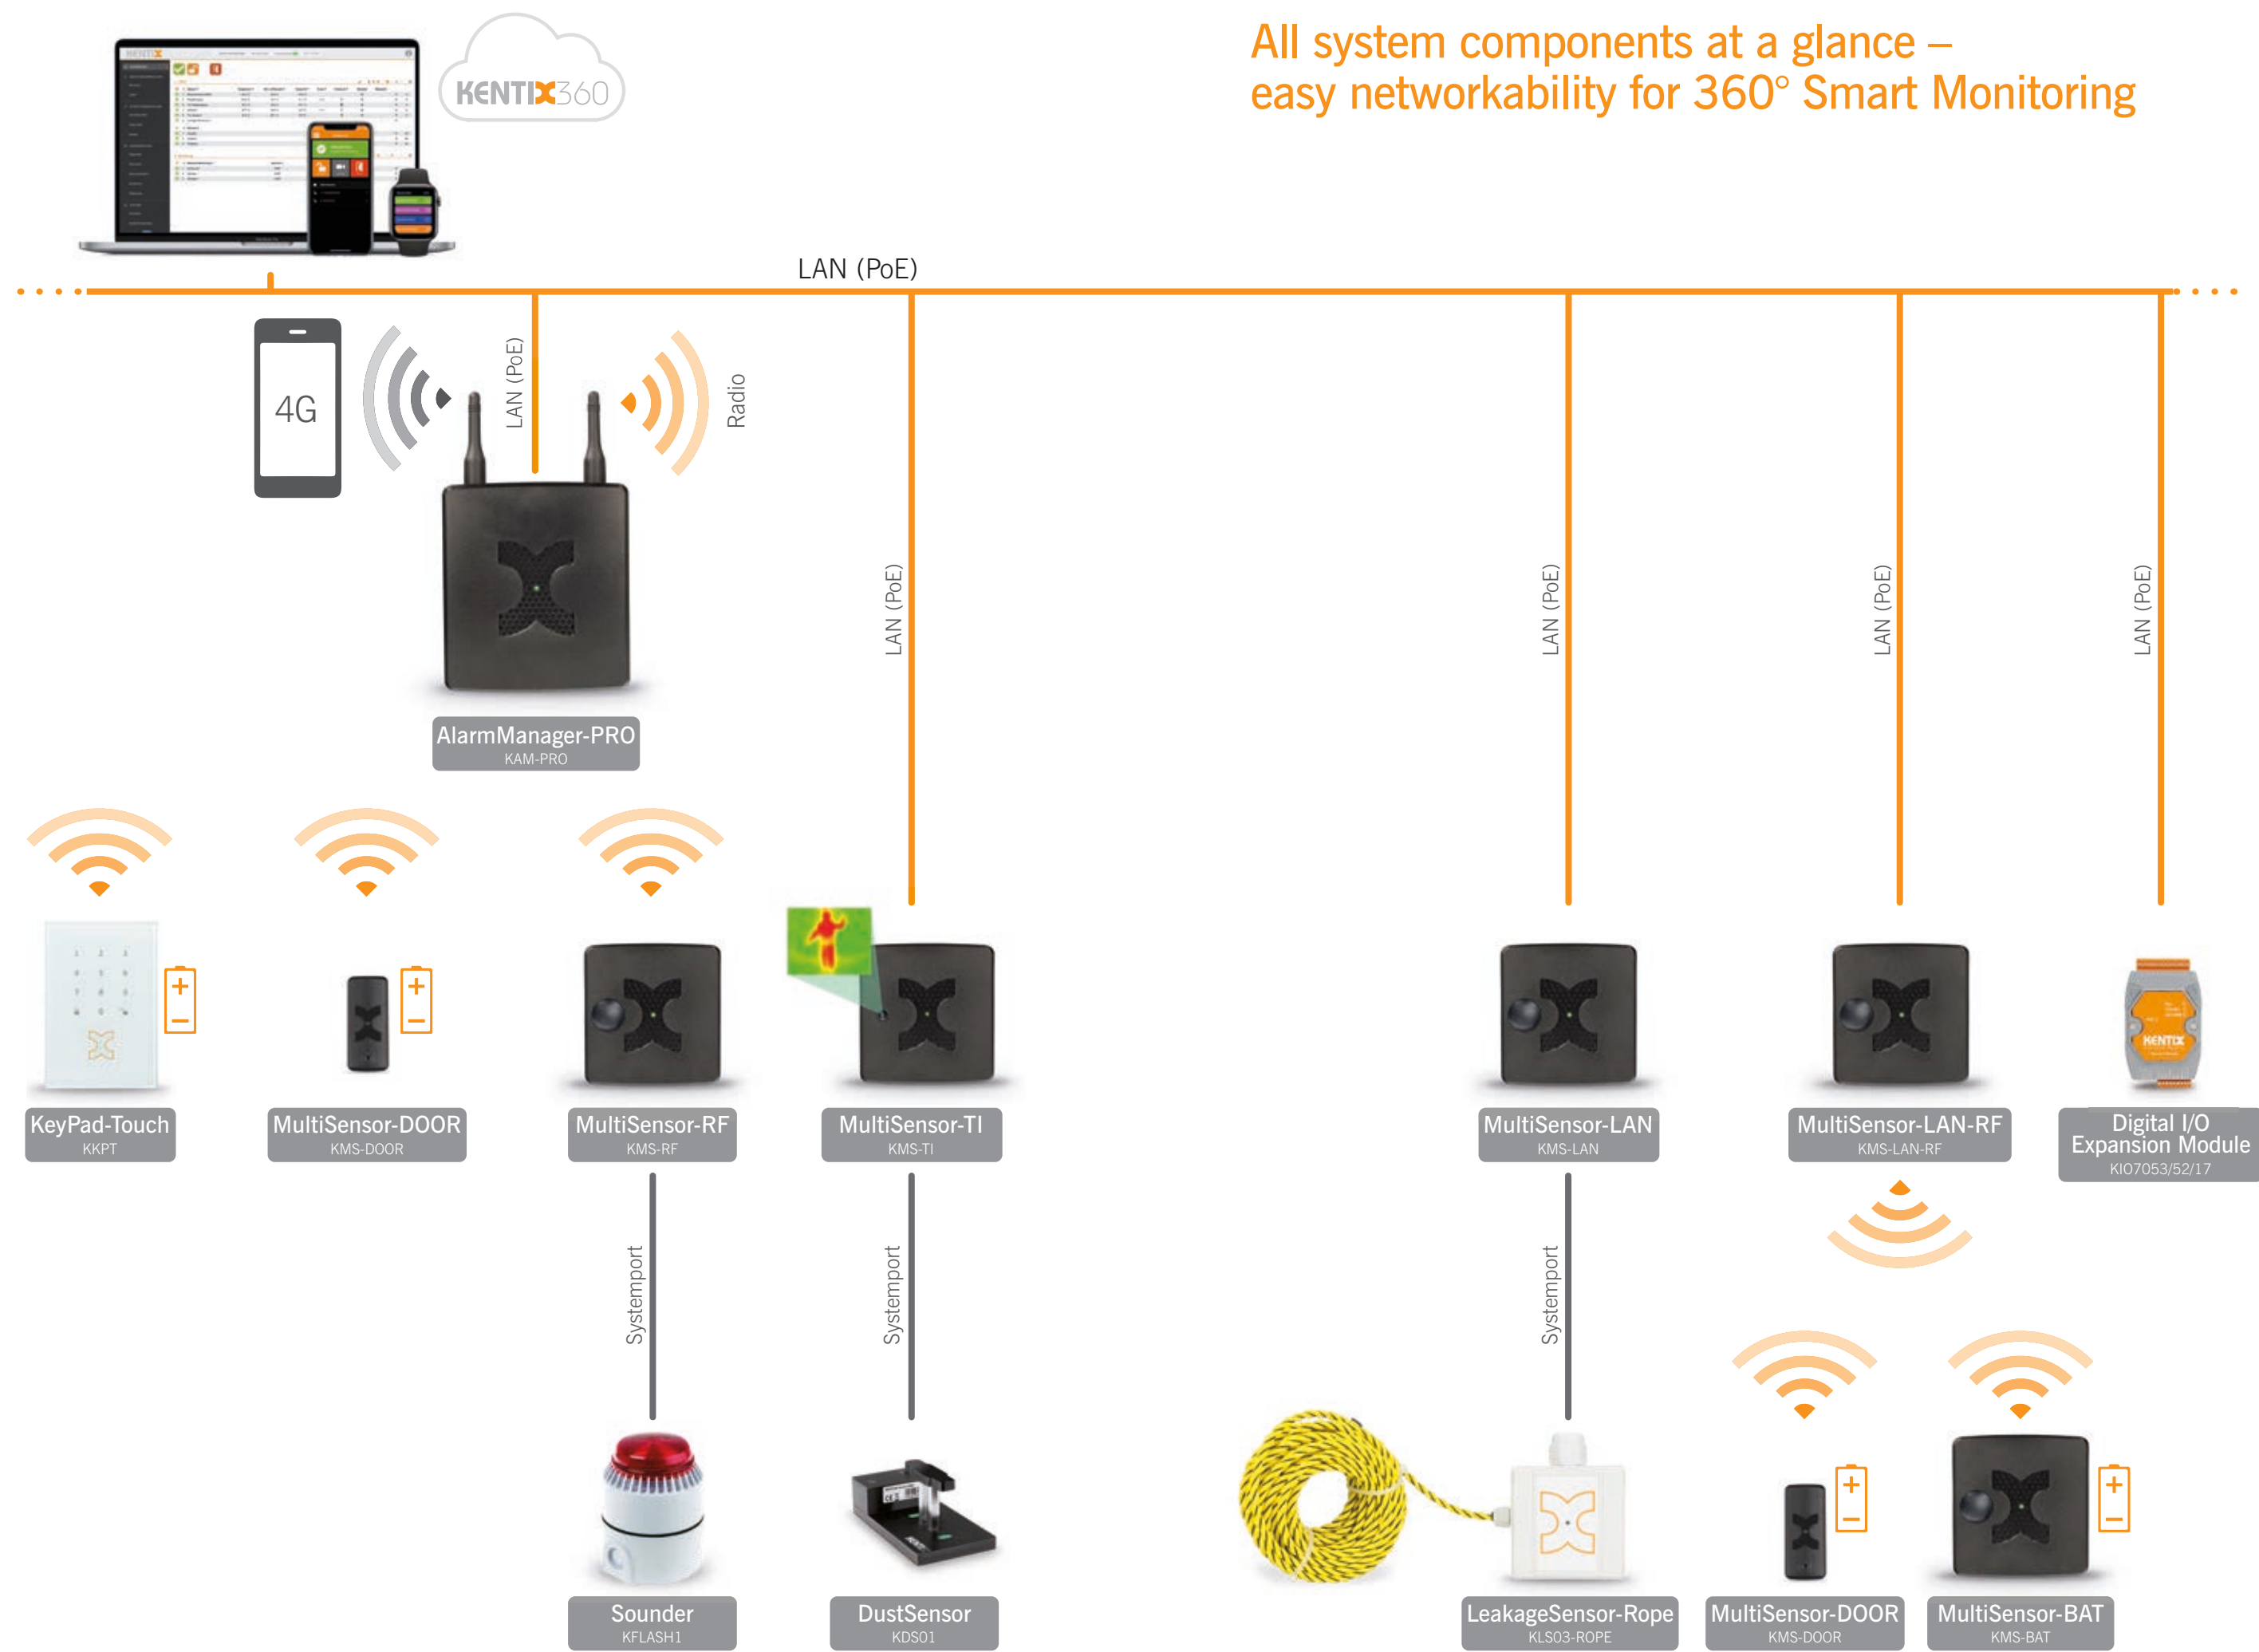 KENTIX360
All system components at a glance –
easy networkability for 360° Smart Monitoring
KENTIX
LAN (PoE)
4G
LAN (PoE)
Radio
LAN (PoE)
LAN (PoE)
LAN (PoE)
LAN (PoE)
AlarmManager-PRO
KAM-PRO
KENTIX
KeyPad-Touch
KKPT
MultiSensor-DOOR
KMS-DOOR
MultiSensor-RF
KMS-RF
MultiSensor-TI
KMS-TI
MultiSensor-LAN
KMS-LAN
MultiSensor-LAN-RF
KMS-LAN-RF
Digital I/O
Expansion Module
KIO7053/52/17
Systemport
Systemport
Systemport
Sounder
KFLASH1
DustSensor
KDS01
LeakageSensor-Rope
KLS03-ROPE
MultiSensor-DOOR
KMS-DOOR
MultiSensor-BAT
KMS-BAT